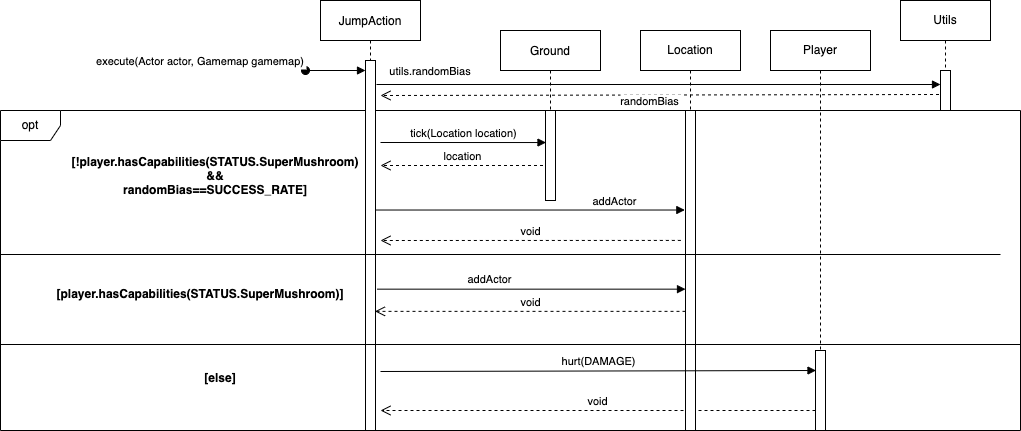 JumpAction
Utils
Ground
Location
Player
execute(Actor actor, Gamemap gamemap)
utils.randomBias
randomBias
opt
tick(Location location)
[!player.hasCapabilities(STATUS.SuperMushroom)
&&
randomBias==SUCCESS_RATE]
location
addActor
void
addActor
[player.hasCapabilities(STATUS.SuperMushroom)]
void
hurt(DAMAGE)
[else]
void